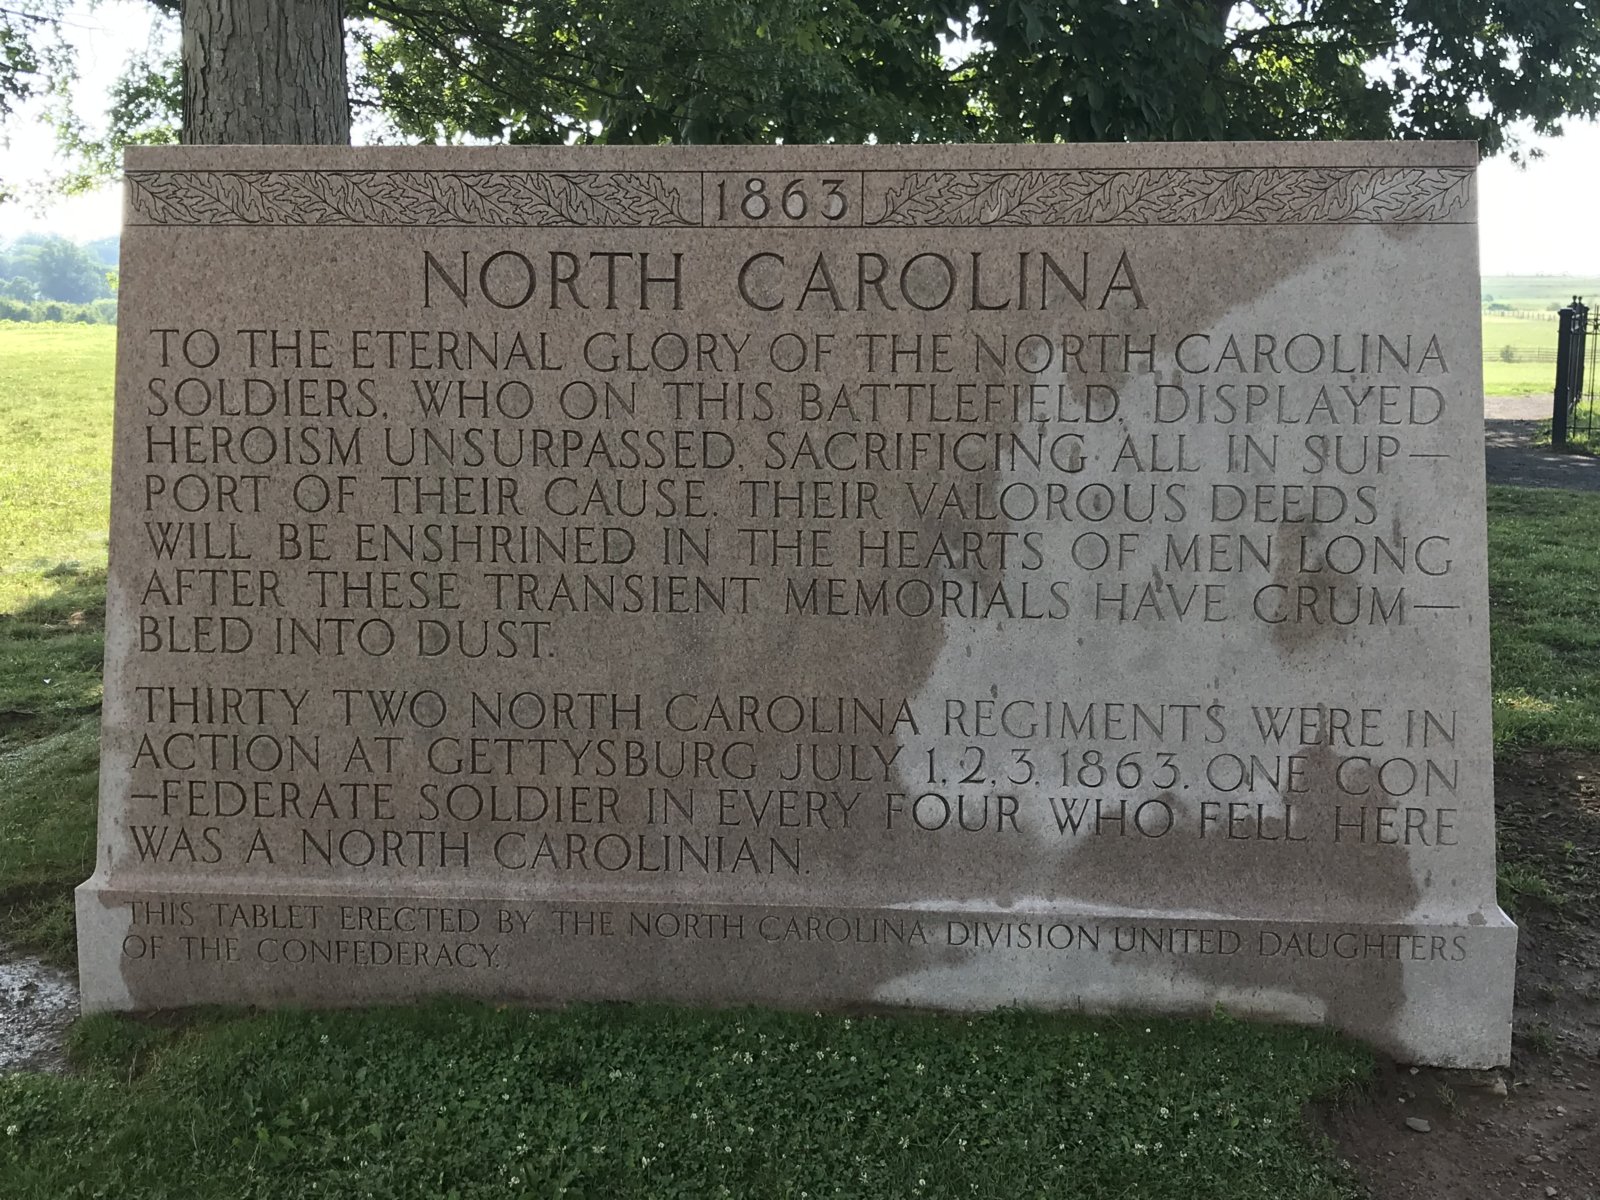 1863
NORTH CAROLINA
TO THE ETERNAL GLORY OF THE NORTH CAROLINA
SOLDIERS, WHO ON THIS BATTLEFIELD, DISPLAYED
HEROISM UNSURPASSED, SACRIFICING ALL IN SUP—
PORT OF THEIR CAUSE. THEIR VALOROUS DEEDS
WILL BE ENSHRINED IN THE HEARTS OF MEN LONG
AFTER THESE TRANSIENT MEMORIALS HAVE CRUM—
BLED INTO DUST.
THIRTY TWO NORTH CAROLINA REGIMENTS WERE IN
ACTION AT GETTYSBURG JULY 1, 2, 3, 1863. ONE CON
—FEDERATE SOLDIER IN EVERY FOUR WHO FELL HERE
WAS A NORTH CAROLINIAN.
THIS TABLET ERECTED BY THE NORTH CAROLINA DIVISION UNITED DAUGHTERS
OF THE CONFEDERACY.